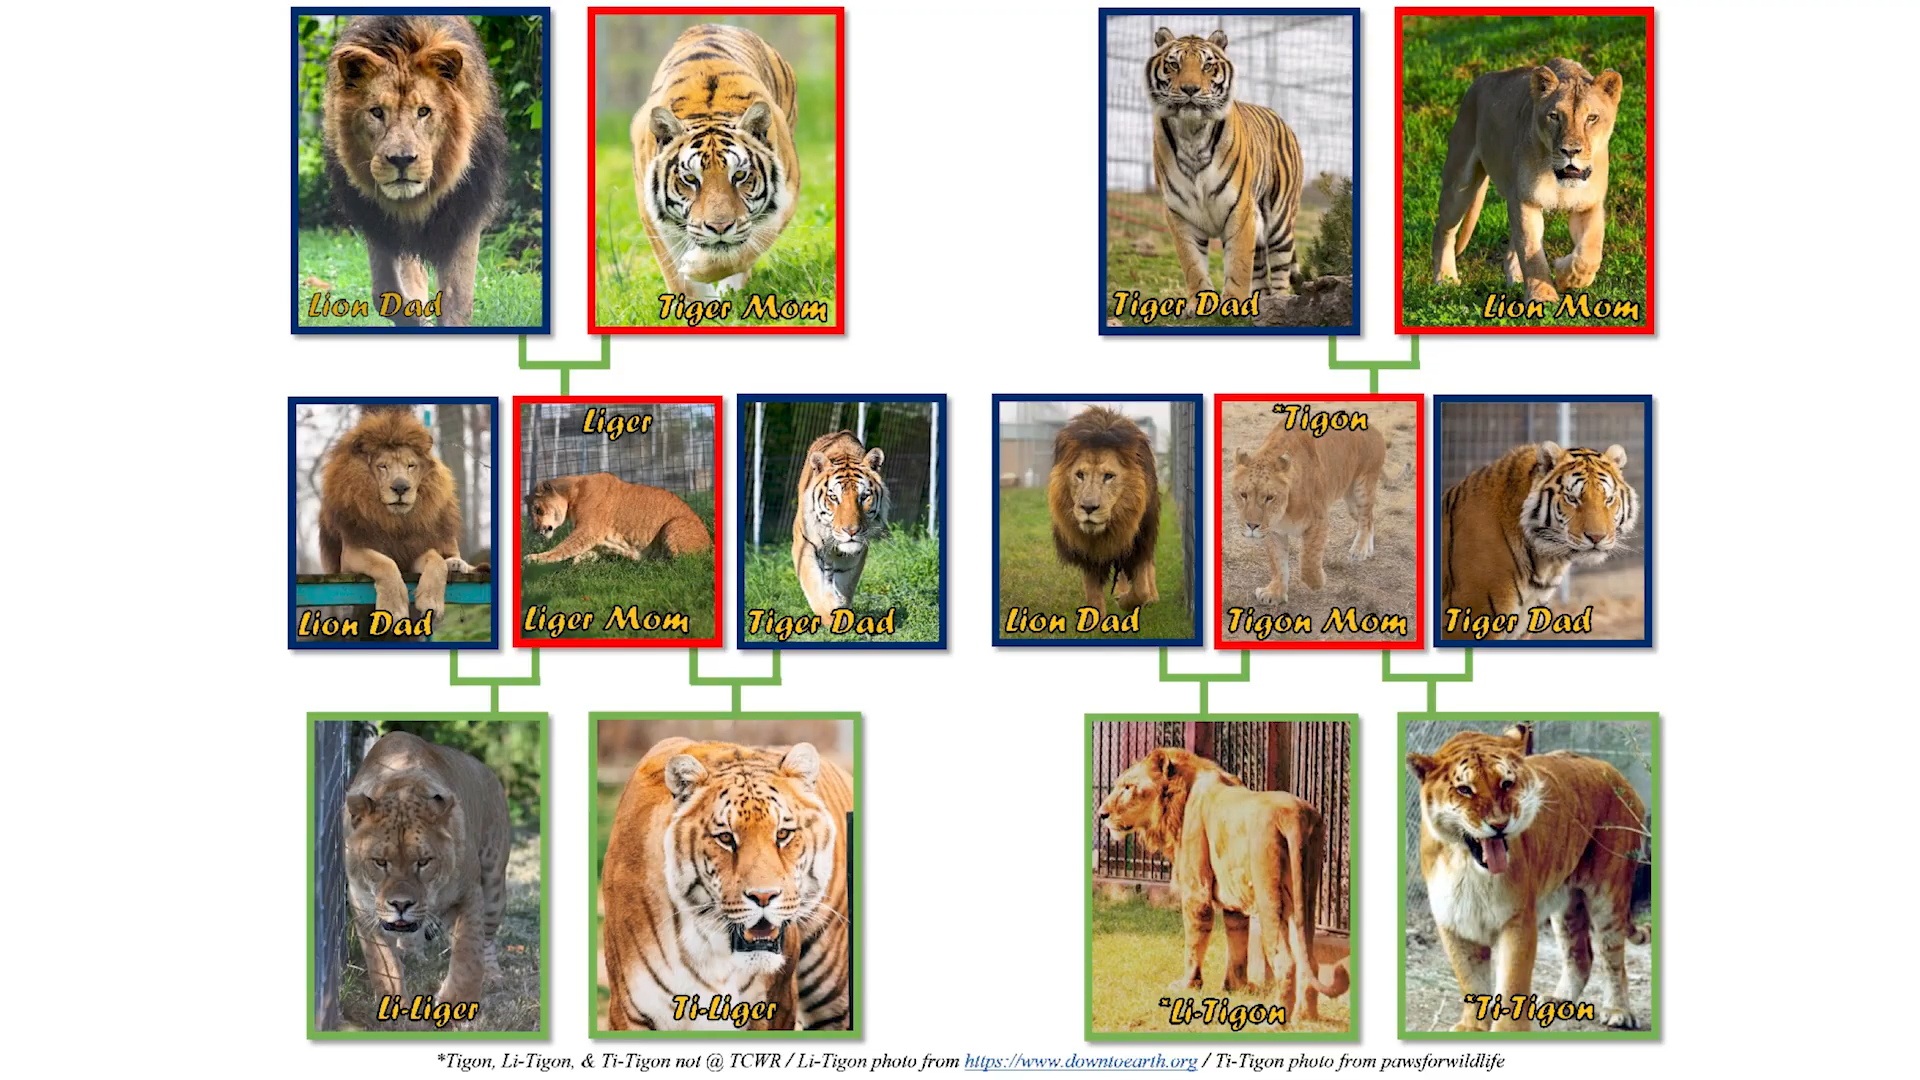 Lion Dad
Tiger Mom
Tiger Dad
Lion Mom
Liger
*Tigon
Lion Dad
Liger Mom
Tiger Dad
Lion Dad
Tigon Mom
Tiger Dad
Li-Liger
Ti-Liger
*Li-Tigon
*Ti-Tigon
*Tigon, Li-Tigon, & Ti-Tigon not @ TCWR / Li-Tigon photo from https://www.downtoearth.org / Ti-Tigon photo from pawsforwildlife